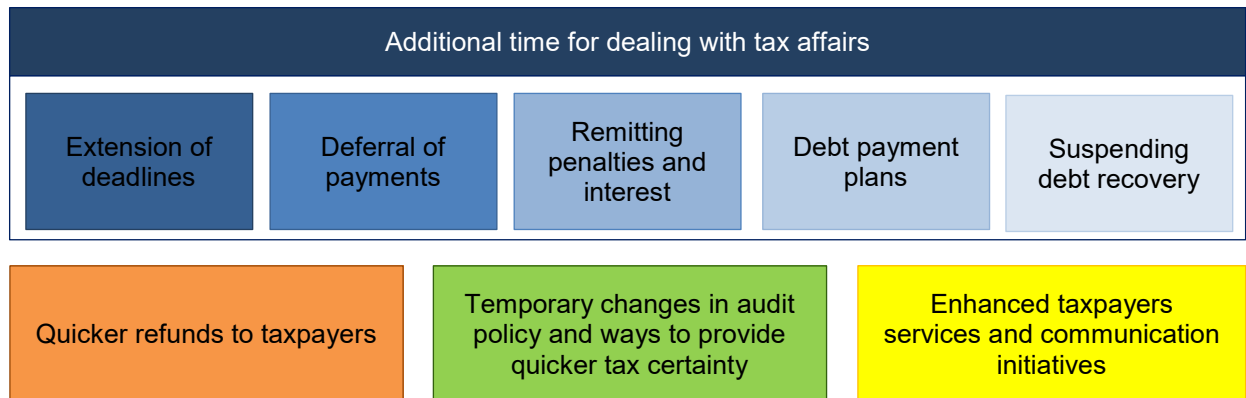 Additional time for dealing with tax affairs
Extension of
deadlines
Deferral of
payments
Remitting
penalties and
interest
Debt payment
plans
Suspending
debt recovery
Quicker refunds to taxpayers
Temporary changes in audit
policy and ways to provide
quicker tax certainty
Enhanced taxpayers
services and communication
initiatives